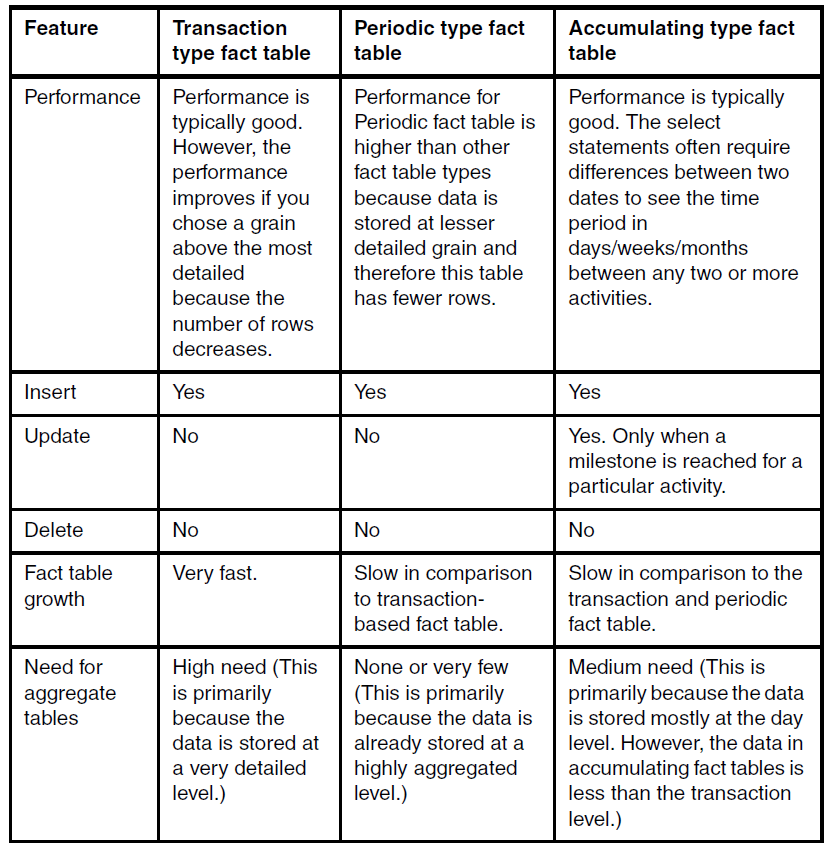 Feature
Transaction
type fact table
Periodic type fact
table
Accumulating type fact
table
Performance
Performance is
typically good.
However, the
performance
improves if you
chose a grain
above the most
detailed
because the
number of rows
decreases.
Performance for
Periodic fact table is
higher than other
fact table types
because data is
stored at lesser
detailed grain and
therefore this table
has fewer rows.
Performance is typically
good. The select
statements often require
differences between two
dates to see the time
period in
days/weeks/months
between any two or more
activities.
Insert
Yes
Yes
Yes
Update
No
No
Yes. Only when a
milestone is reached for a
particular activity.
Delete
No
No
No
Fact table
growth
Very fast.
Slow in comparison
to transaction-
based fact table.
Slow in comparison to the
transaction and periodic
fact table.
Need for
aggregate
tables
High need (This
is primarily
because the
data is stored at
a very detailed
level.)
None or very few
(This is primarily
because the data is
already stored at a
highly aggregated
level.)
Medium need (This is
primarily because the data
is stored mostly at the day
level. However, the data in
accumulating fact tables is
less than the transaction
level.)